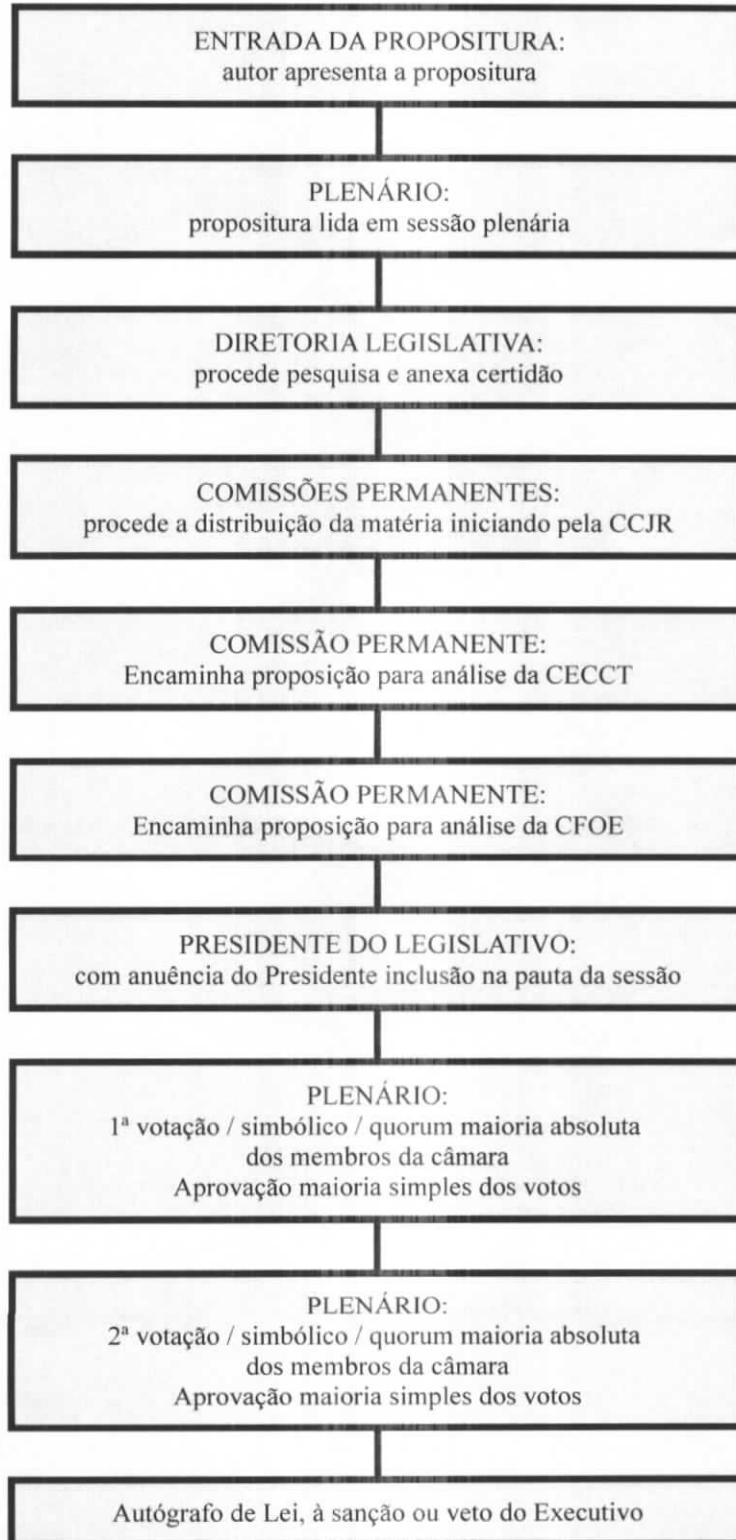 ENTRADA DA PROPOSITURA:
autor apresenta a propositura
PLENÁRIO:
propositura lida em sessão plenária
DIRETORIA LEGISLATIVA:
procede pesquisa e anexa certidão
COMISSÕES PERMANENTES:
procede a distribuição da matéria iniciando pela CCJR
COMISSÃO PERMANENTE:
Encaminha proposição para análise da CECCT
COMISSÃO PERMANENTE:
Encaminha proposição para análise da CFOE
PRESIDENTE DO LEGISLATIVO:
com anuência do Presidente inclusão na pauta da sessão
PLENÁRIO:
1ª votação / simbólico / quorum maioria absoluta
dos membros da câmara
Aprovação maioria simples dos votos
PLENÁRIO:
2ª votação / simbólico / quorum maioria absoluta
dos membros da câmara
Aprovação maioria simples dos votos
Autógrafo de Lei, à sanção ou veto do Executivo